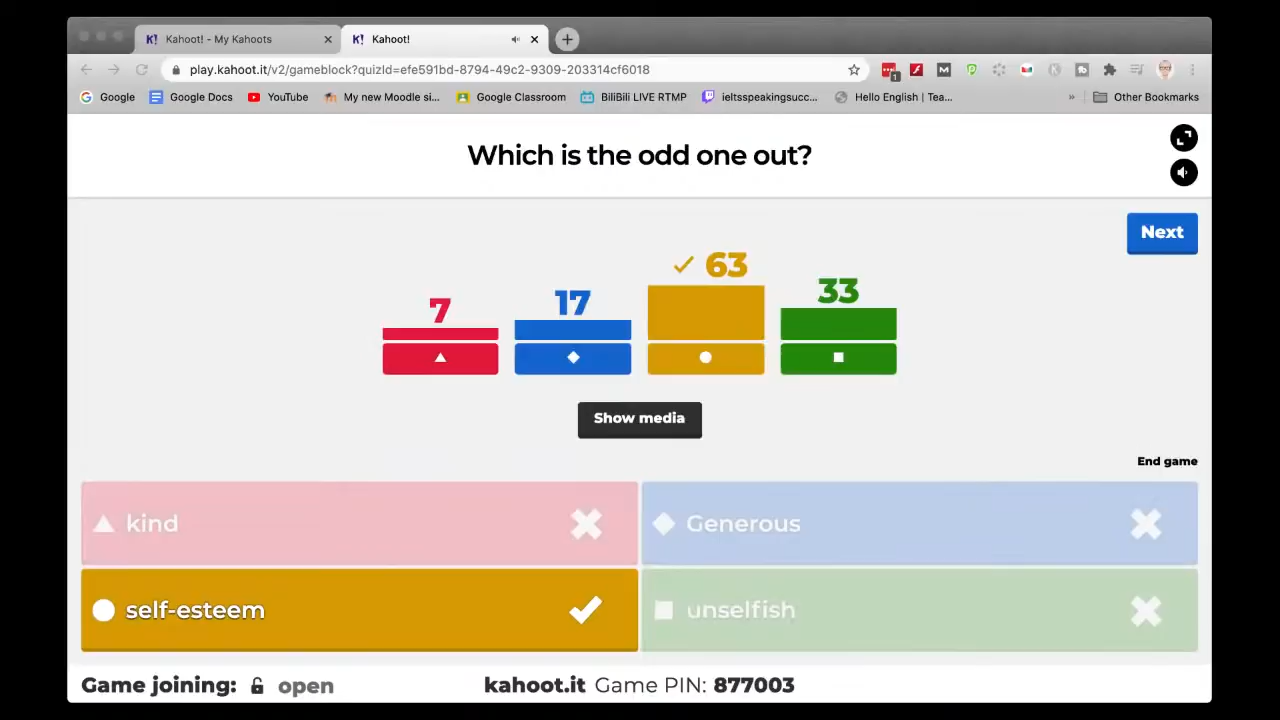 Kahoot! - My Kahoots
Kahoot!
play.kahoot.it/v2/gameblock?quizId=efe591bd-8794-49c2-9309-203314cf6018
1
Google
Google Docs
YouTube
My new Moodle si...
Google Classroom
BiliBili LIVE RTMP
ieltsspeakingsucc...
Hello English | Tea...
»
Other Bookmarks
Which is the odd one out?
Next
7
17
63
33
Show media
End game
kind
Generous
self-esteem
unselfish
Game joining: open
kahoot.it Game PIN: 877003